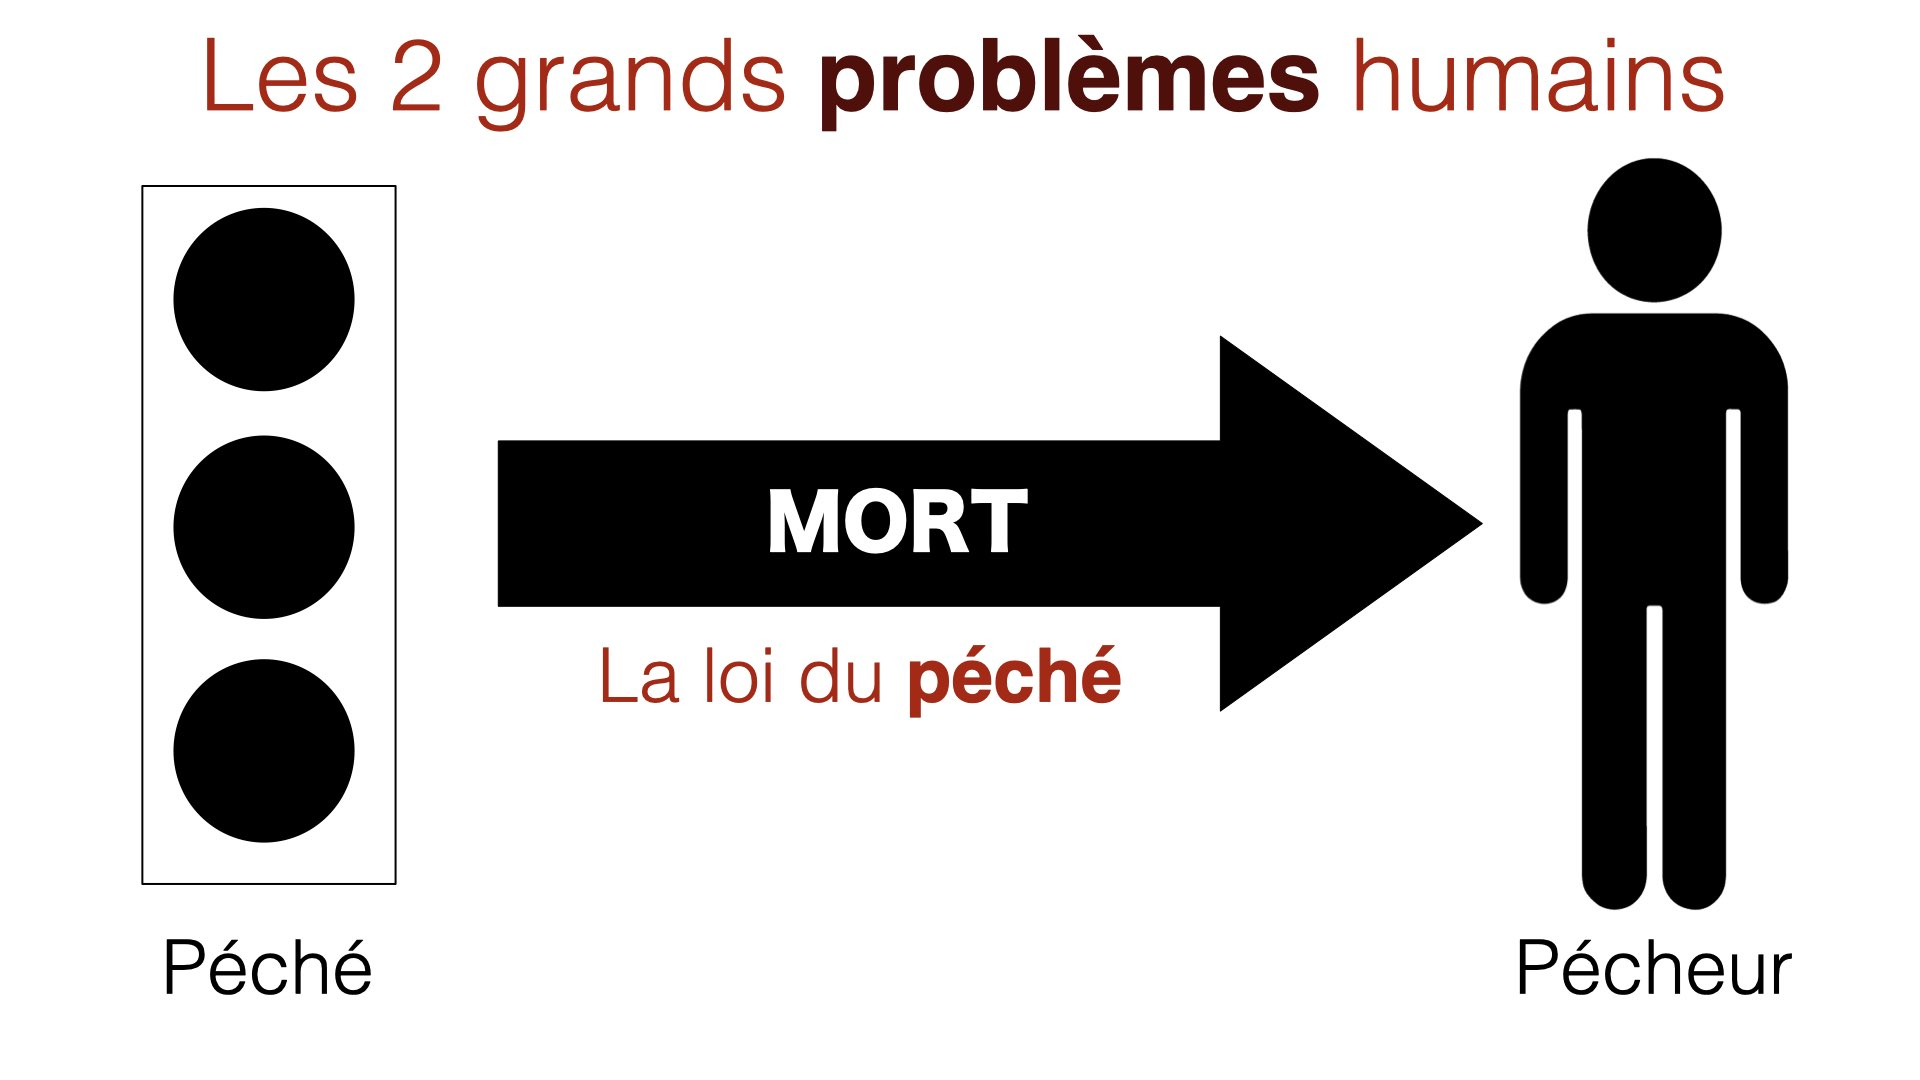 Les 2 grands problèmes humains
MORT
La loi du péché
Péché
Pécheur